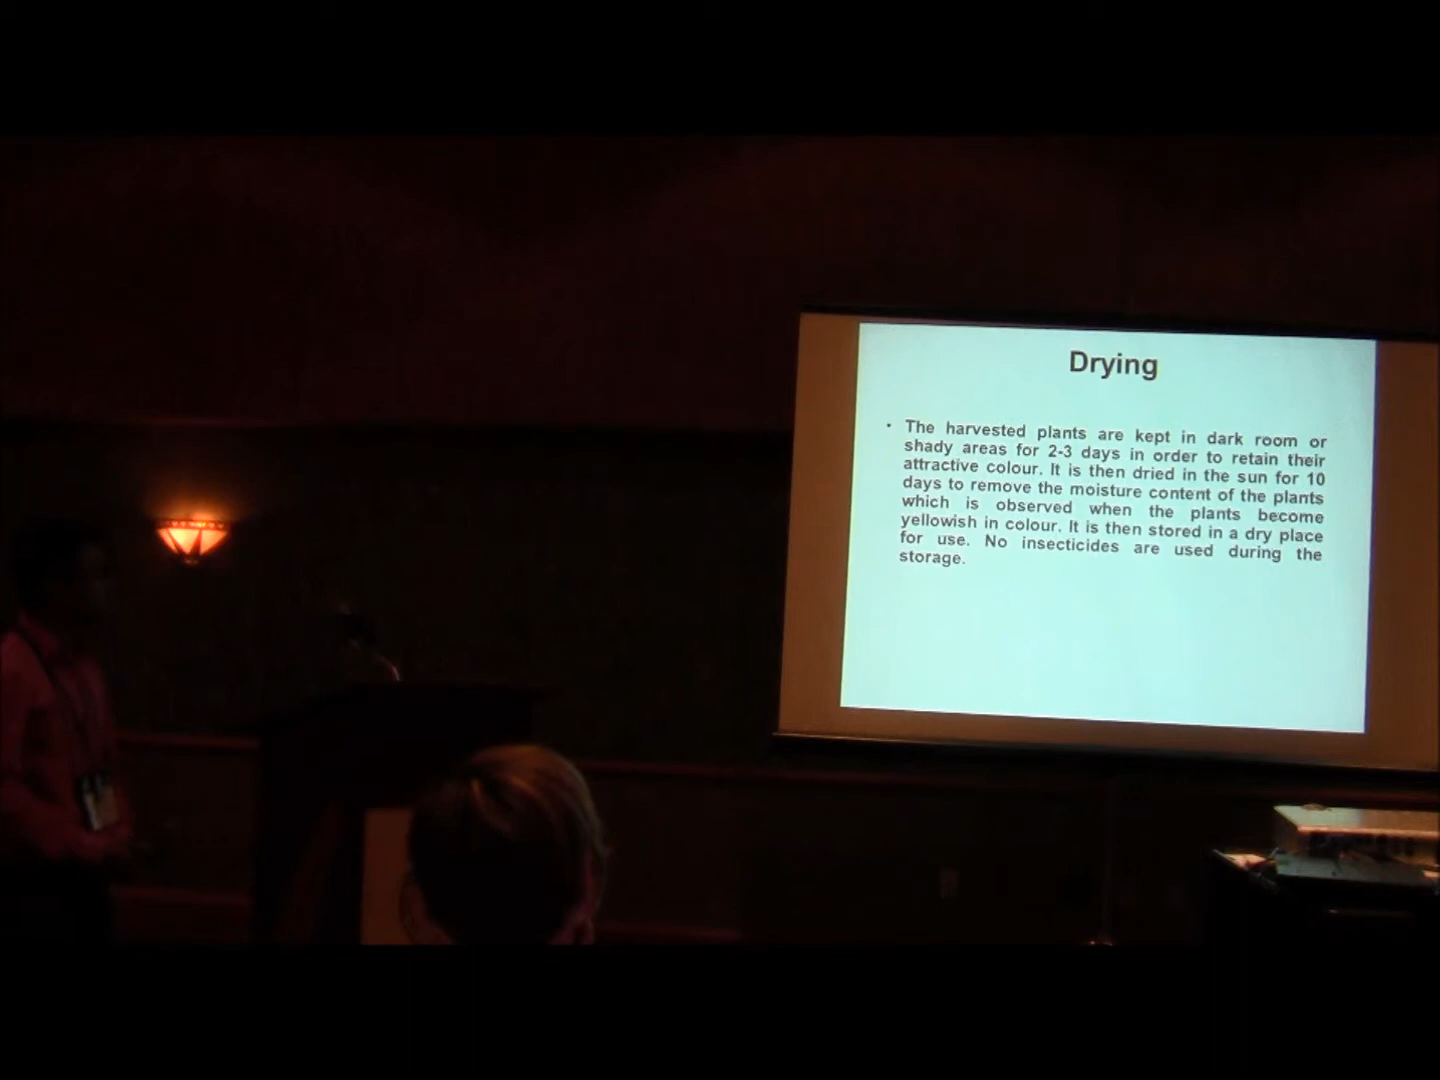 Drying
• The harvested plants are kept in dark room or
shady areas for 2-3 days in order to retain their
attractive colour. It is then dried in the sun for 10
days to remove the moisture content of the plants
which is observed when the plants become
yellowish in colour. It is then stored in a dry place
for use. No insecticides are used during the
storage.